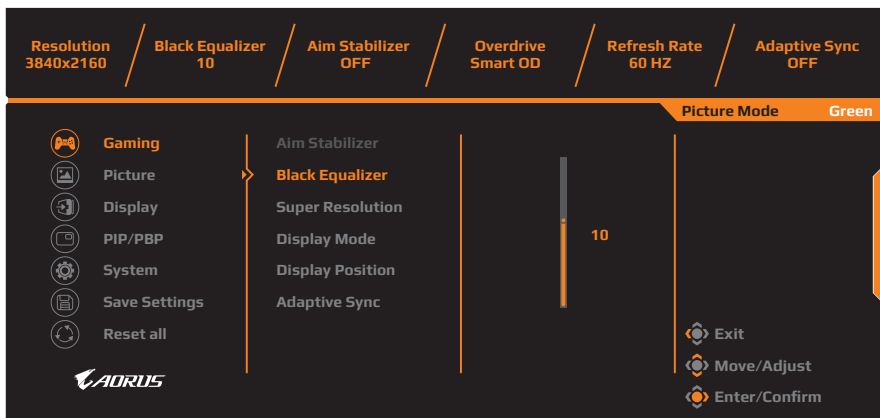 Resolution
3840x2160
Black Equalizer
10
Aim Stabilizer
OFF
Overdrive
Smart OD
Refresh Rate
60 HZ
Adaptive Sync
OFF
Picture Mode Green
Gaming
Picture
Display
PIP/PBP
System
Save Settings
Reset all
Aim Stabilizer
Black Equalizer
Super Resolution
Display Mode
Display Position
Adaptive Sync
10
Exit
Move/Adjust
Enter/Confirm
AORUS